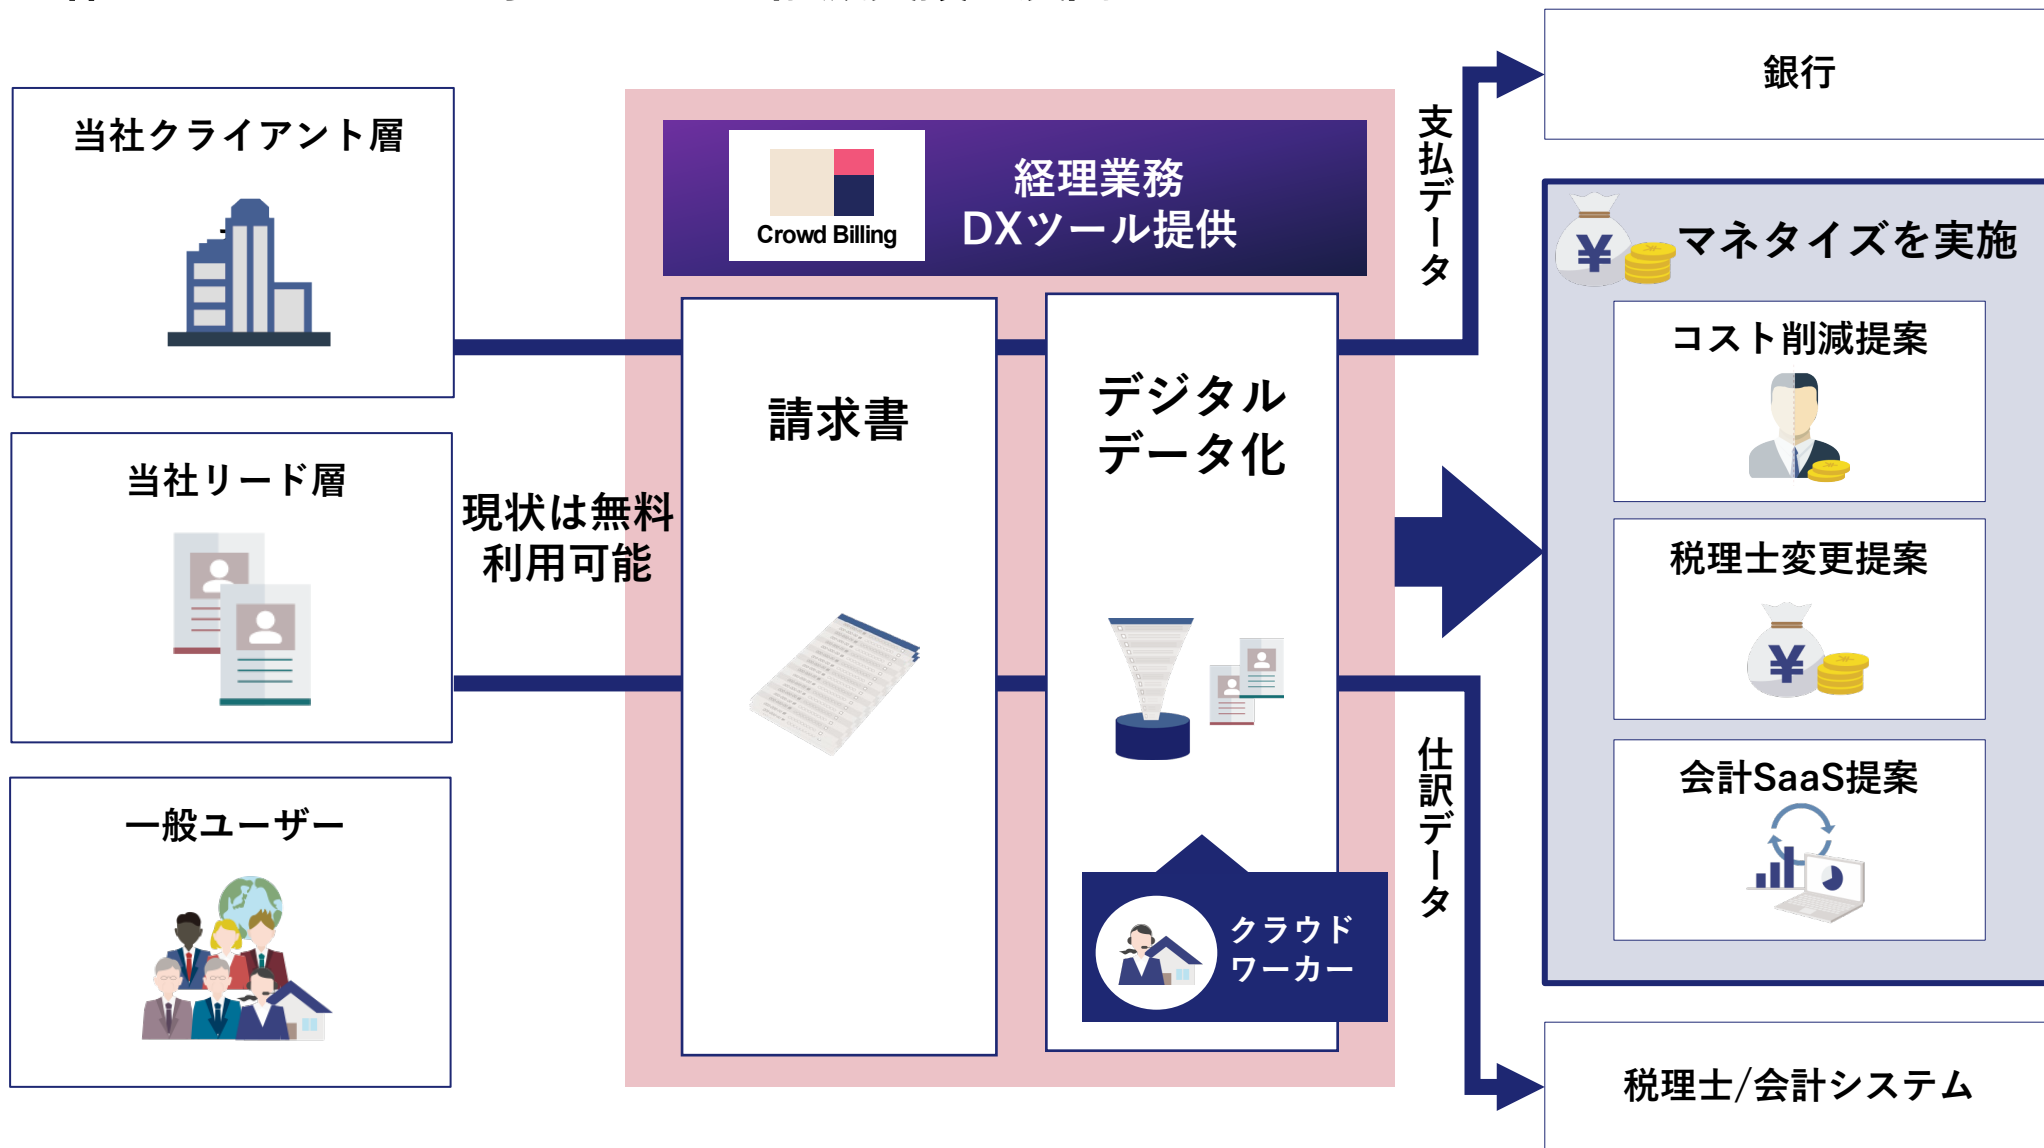 当社クライアント層
当社リード層
一般ユーザー
現状は無料
利用可能
Crowd Billing
経理業務
DXツール提供
請求書
デジタル
データ化
クラウド
ワーカー
支払データ
仕訳データ
銀行
マネタイズを実施
コスト削減提案
税理士変更提案
会計SaaS提案
税理士/会計システム